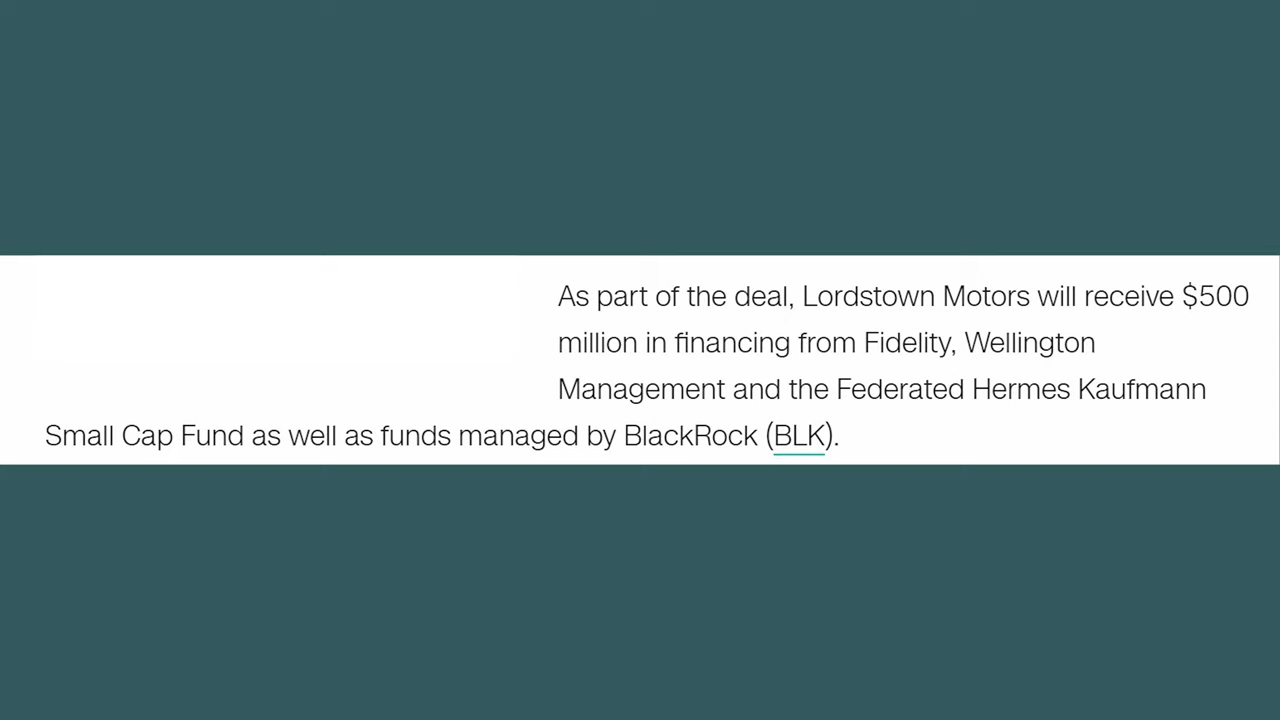 As part of the deal, Lordstown Motors will receive $500
million in financing from Fidelity, Wellington
Management and the Federated Hermes Kaufmann
Small Cap Fund as well as funds managed by BlackRock (BLK).